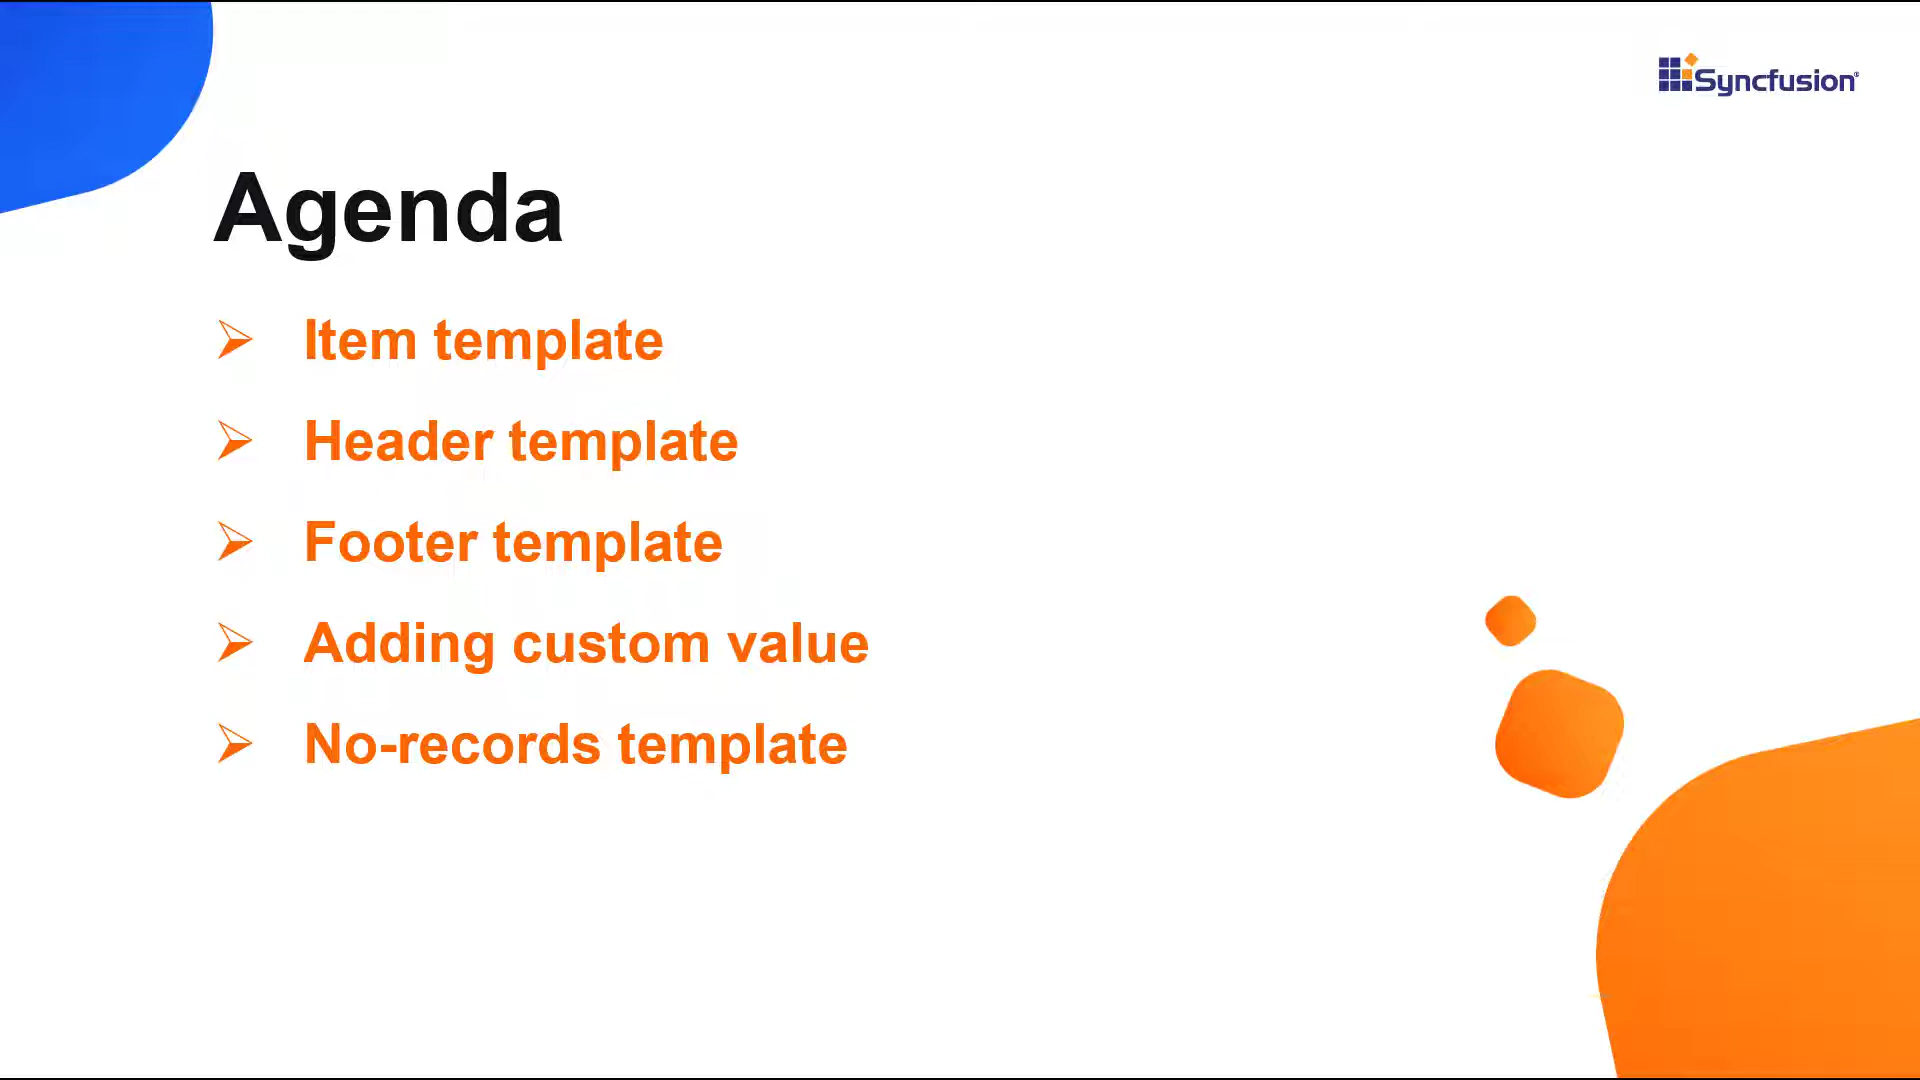 Syncfusion®
Agenda
➢ Item template
➢ Header template
➢ Footer template
➢ Adding custom value
➢ No-records template